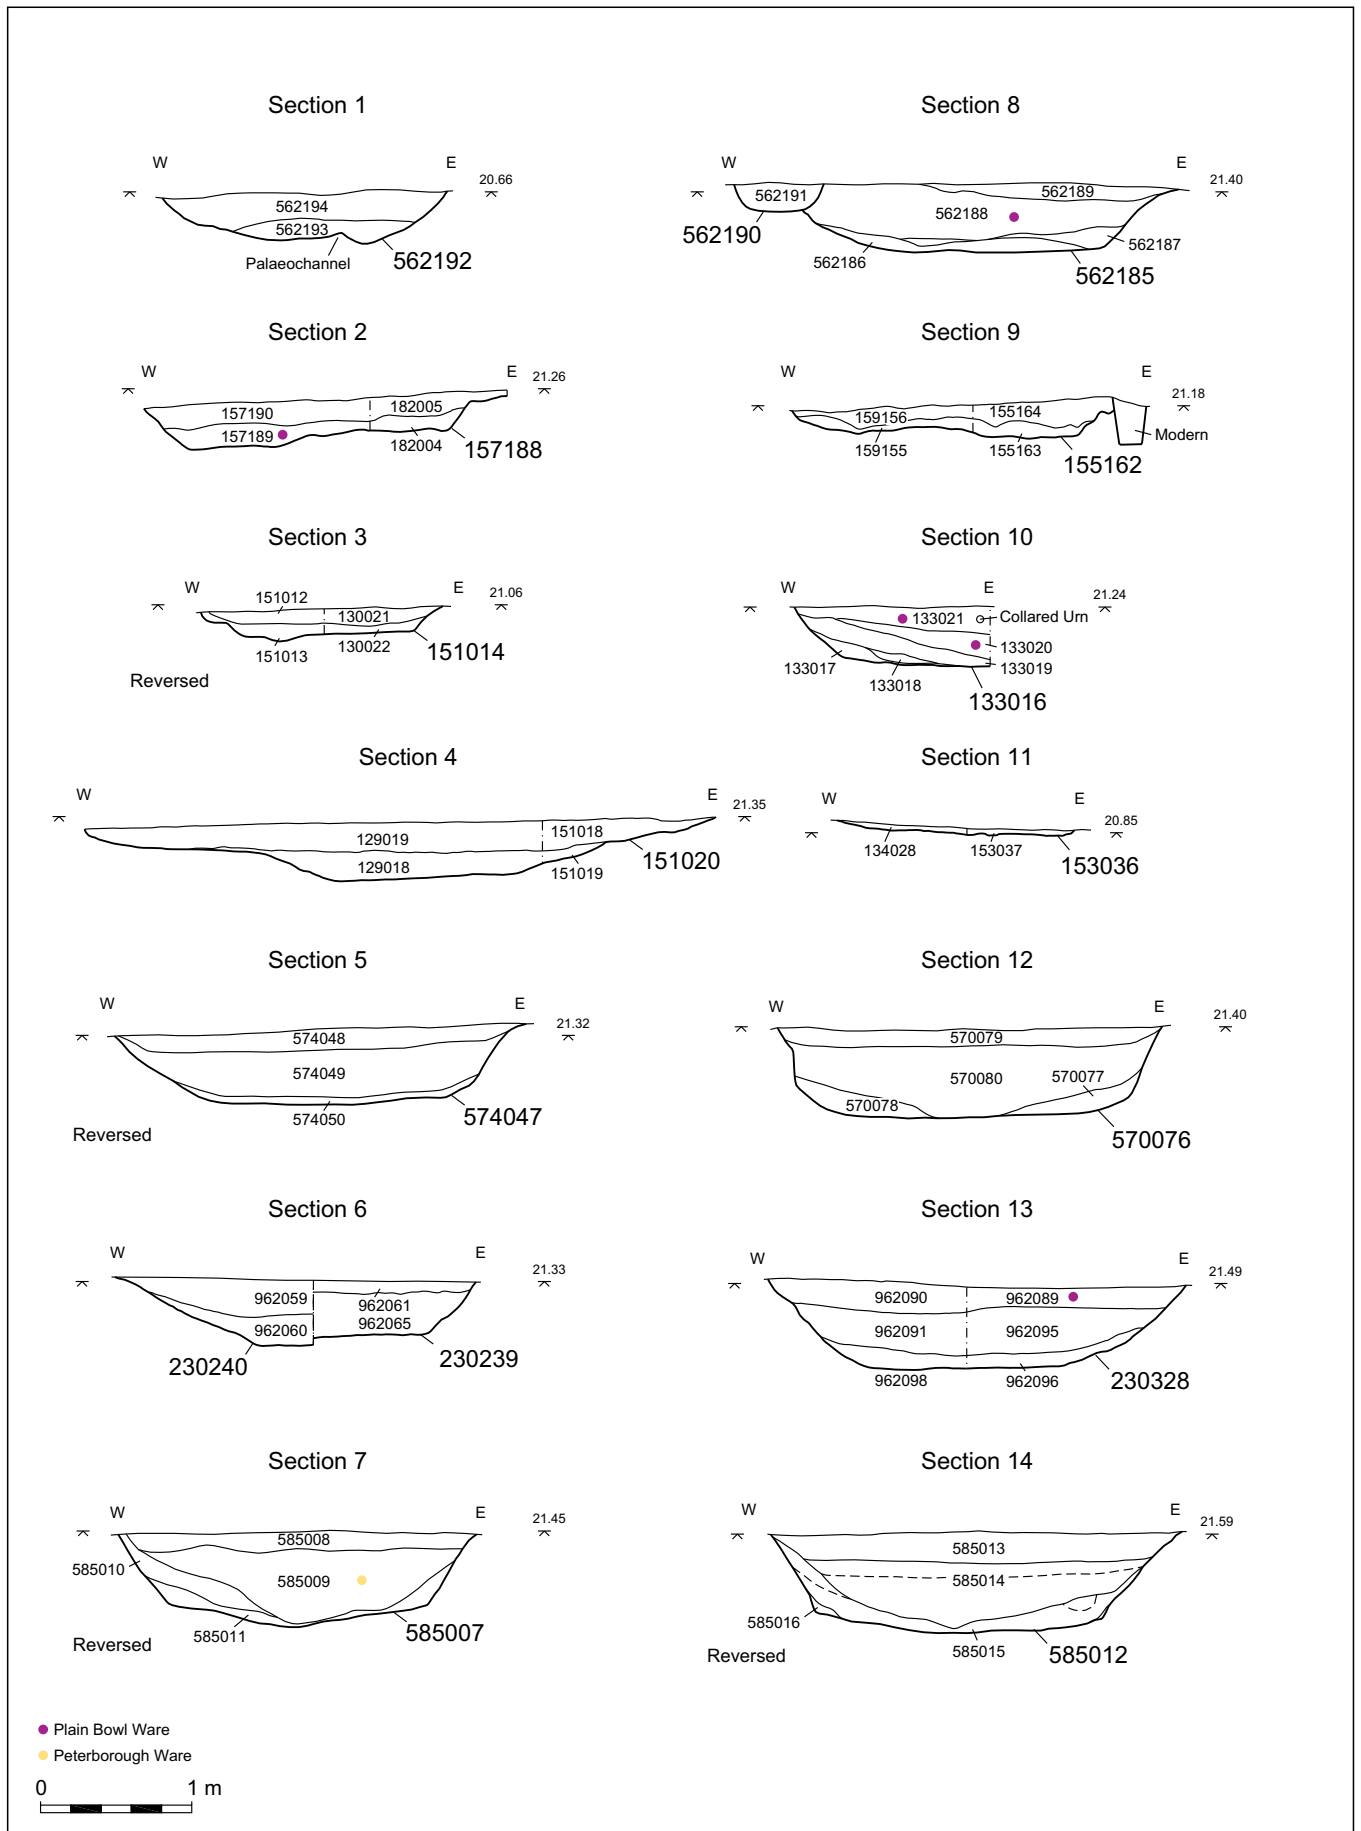 Section 1
W
E
20.66
562194
562193
Palaeochannel
562192
Section 2
W
E
21.26
157190
182005
157189
182004
157188
Section 3
W
E
21.06
151012
130021
151013
130022
151014
Reversed
Section 4
W
E
21.35
129019
151018
129018
151019
151020
Section 5
W
E
21.32
574048
574049
574050
574047
Reversed
Section 6
W
E
21.33
962059
962061
962060
962065
230240
230239
Section 7
W
E
21.45
585008
585010
585009
585011
585007
Reversed
Section 8
W
E
21.40
562191
562189
562188
562190
562187
562186
562185
Section 9
W
E
21.18
159156
155164
Modern
159155
155163
155162
Section 10
W
E
21.24
133021
Collared Urn
133020
133017
133019
133018
133016
Section 11
W
E
20.85
134028
153037
153036
Section 12
W
E
21.40
570079
570080
570077
570078
570076
Section 13
W
E
21.49
962090
962089
962091
962095
962098
962096
230328
Section 14
W
E
21.59
585013
585014
585016
585015
585012
Reversed
Plain Bowl Ware
Peterborough Ware
0
1 m